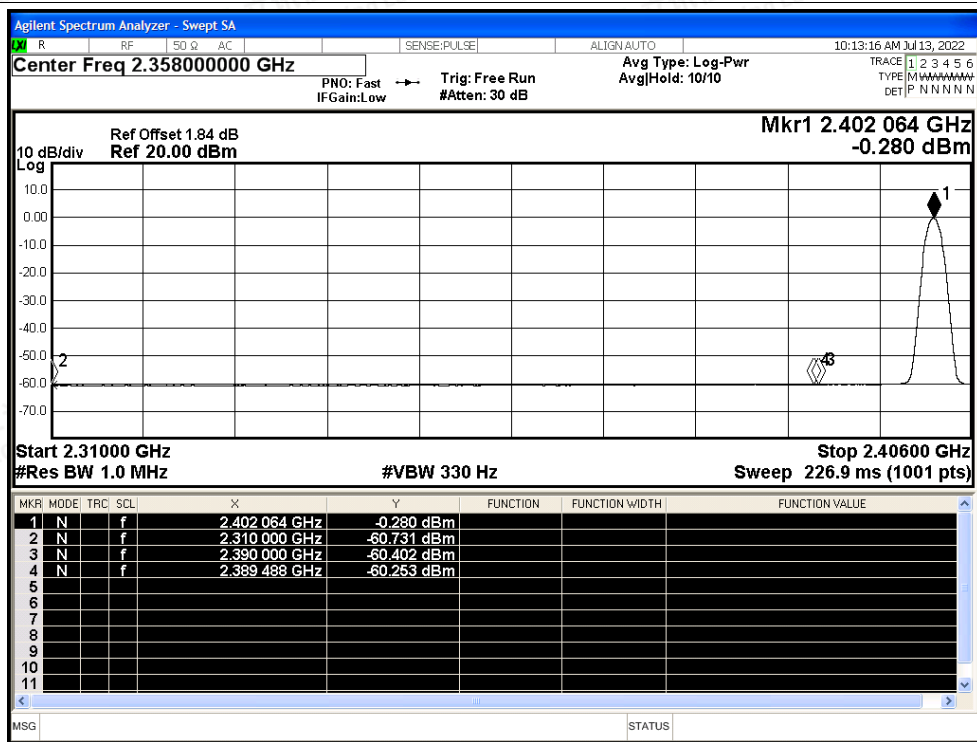 Agilent Spectrum Analyzer - Swept SA
LXI R RF 50 Ω AC SENSE:PULSE ALIGN AUTO 10:13:16 AM Jul 13, 2022
Center Freq 2.358000000 GHz
PNO: Fast
IFGain:Low
Trig: Free Run
#Atten: 30 dB
Avg Type: Log-Pwr
Avg|Hold: 10/10
TRACE 1 2 3 4 5 6
TYPE M WWWWW
DET P N N N N N
Mkr1 2.402 064 GHz
-0.280 dBm
Ref Offset 1.84 dB
10 dB/div Ref 20.00 dBm
Log
10.0
0.00
-10.0
-20.0
-30.0
-40.0
-50.0
-60.0
-70.0
1
2
43
Start 2.31000 GHz Stop 2.40600 GHz
#Res BW 1.0 MHz #VBW 330 Hz Sweep 226.9 ms (1001 pts)
MKR MODE TRC SCL X Y FUNCTION FUNCTION WIDTH FUNCTION VALUE
1 N f 2.402 064 GHz -0.280 dBm
2 N f 2.310 000 GHz -60.731 dBm
3 N f 2.390 000 GHz -60.402 dBm
4 N f 2.389 488 GHz -60.253 dBm
5
6
7
8
9
10
11
MSG STATUS